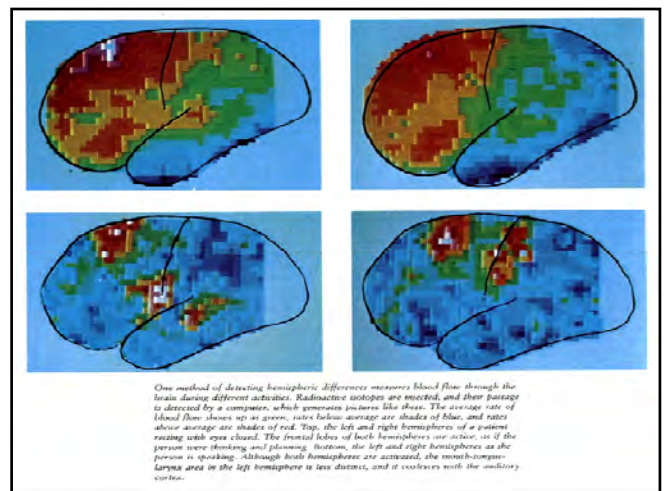 One method of detecting hemispheric differences measures blood flow through the
brain during different activities. Radioactive isotopes are injected, and their passage
is detected by a computer, which generates pictures like these. The average rate of
blood flow shows up as green, rates below average are shades of blue, and rates
above average are shades of red. Top, the left and right hemispheres of a patient
resting with eyes closed. The frontal lobes of both hemispheres are active, as if the
person were thinking and planning. Bottom, the left and right hemispheres as the
person is speaking. Although both hemispheres are activated, the mouth-tongue-
larynx area in the left hemisphere is less distinct, and it coalesces with the auditory
cortex.